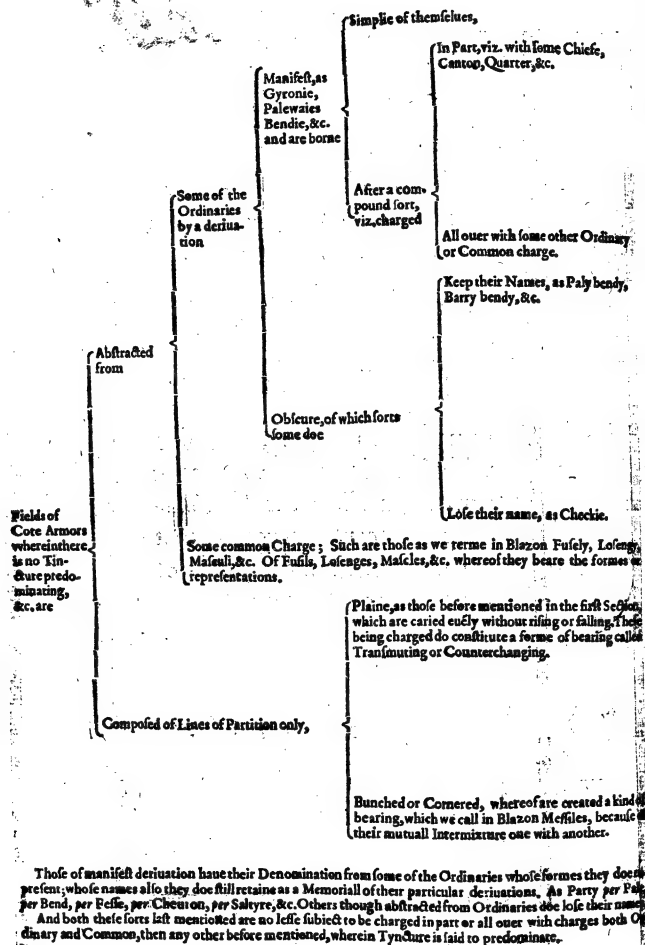 Simplie of themselues,
In Part, viz. with some Chiefe,
Canton, Quarter, &c.
Manifest, as
Gyronie,
Palewaies
Bendie, &c.
and are borne
After a com-
pound sort,
viz. charged
All ouer with some other Ordinary
or Common charge.
Some of the
Ordinaries
by a deriua-
tion
Keep their Names, as Paly bendy,
Barry bendy, &c.
Obscure, of which sorts
some doe
Lose their name, as Checkie.
Abstracted
from
Some common Charge; Such are those as we terme in Blazon Fusely, Losengy,
Masculi, &c. Of Fusils, Losenges, Mascles, &c. whereof they beare the formes or
representations.
Fields of
Cote Armors
whereinthere
is no Tin-
cture predo-
minating,
&c. are
Plaine, as those before mentioned in the first Section,
which are caried euēly without rising or falling. These
being charged do constitute a forme of bearing called
Transmuting or Counterchanging.
Composed of Lines of Partition only,
Bunched or Cornered, whereof are created a kind
bearing, which we call in Blazon Messiles, because
their mutuall Intermixture one with another.
Those of manifest deriuation haue their Denomination from some of the Ordinaries whose formes they doe
present; whose names also they doe still retaine as a Memoriall of their particular deriuations. As Party per Pale
per Bend, per Fesse, per Cheuron, per Saltyre, &c. Others though abstracted from Ordinaries doe lose their name
And both these sorts last mentioned are no lesse subiect to be charged in part or all ouer with charges both Or
dinary and Common, then any other before mentioned, wherein Tyncture is said to predominate.